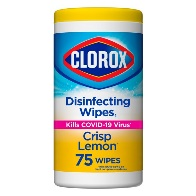 CLOROX
Disinfecting
Wipes
Kills COVID-19 Virus*
Crisp
Lemon
75 WIPES